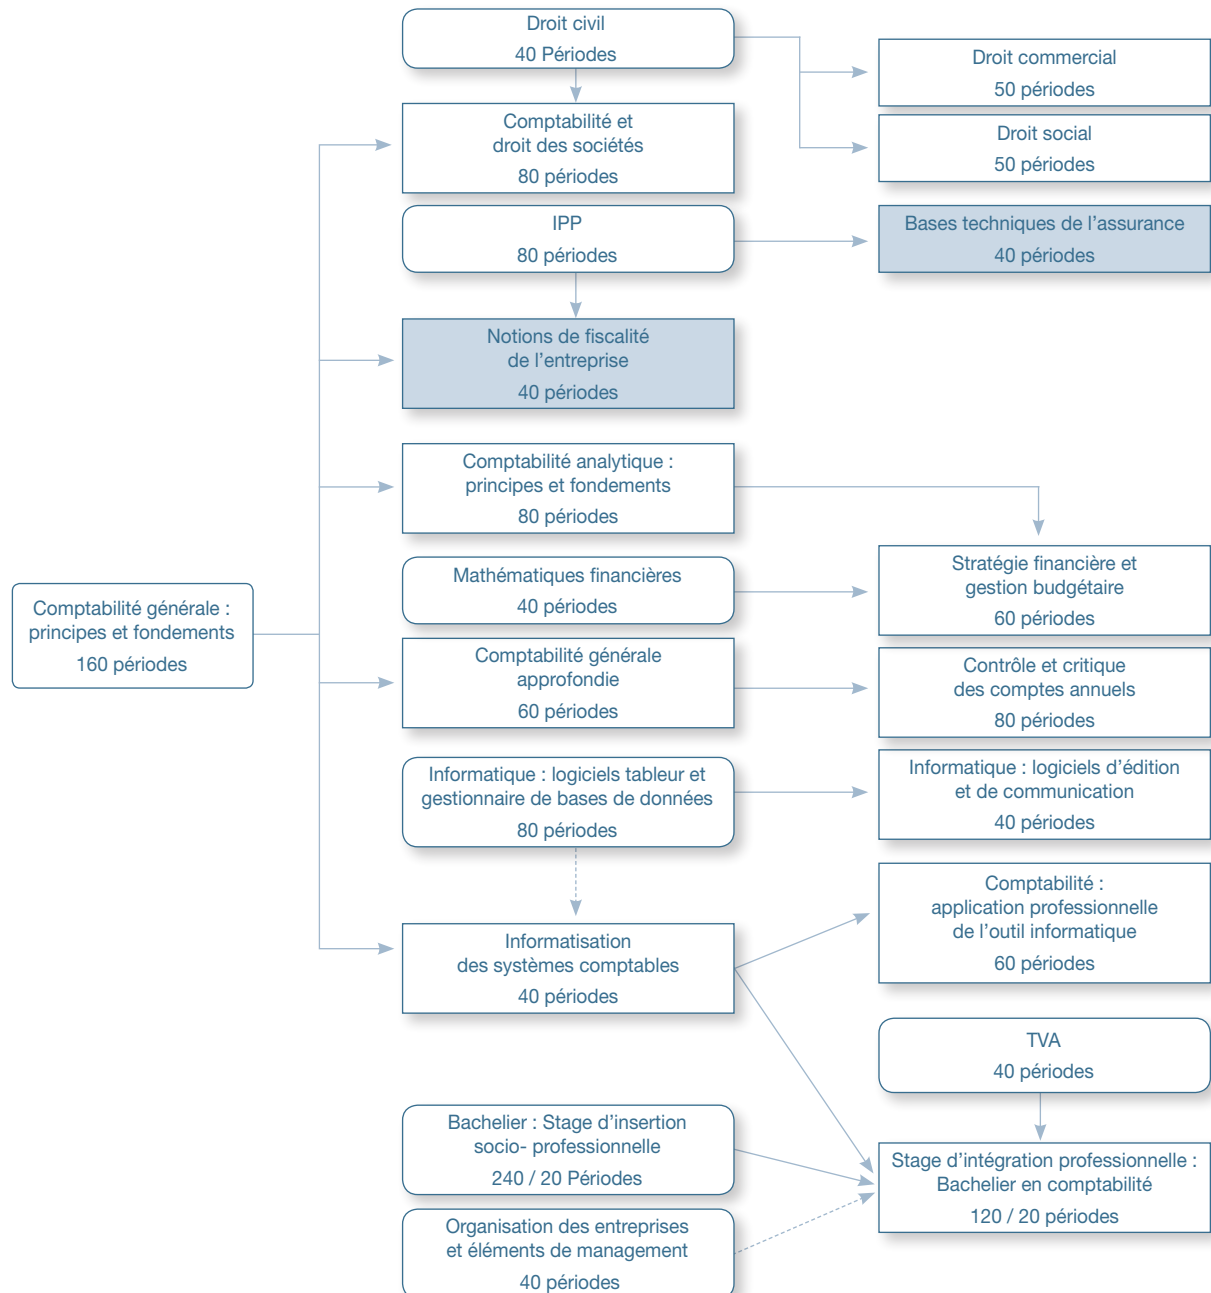 Droit civil
40 Périodes
Droit commercial
50 périodes
Comptabilité et
droit des sociétés
80 périodes
Droit social
50 périodes
IPP
80 périodes
Bases techniques de l'assurance
40 périodes
Notions de fiscalité
de l'entreprise
40 périodes
Comptabilité analytique :
principes et fondements
80 périodes
Mathématiques financières
40 périodes
Stratégie financière et
gestion budgétaire
60 périodes
Comptabilité générale :
principes et fondements
160 périodes
Comptabilité générale
approfondie
60 périodes
Contrôle et critique
des comptes annuels
80 périodes
Informatique : logiciels tableur et
gestionnaire de bases de données
80 périodes
Informatique : logiciels d'édition
et de communication
40 périodes
Comptabilité :
application professionnelle
de l'outil informatique
60 périodes
Informatisation
des systèmes comptables
40 périodes
TVA
40 périodes
Bachelier : Stage d'insertion
socio- professionnelle
240 / 20 Périodes
Stage d'intégration professionnelle :
Bachelier en comptabilité
120 / 20 périodes
Organisation des entreprises
et éléments de management
40 périodes